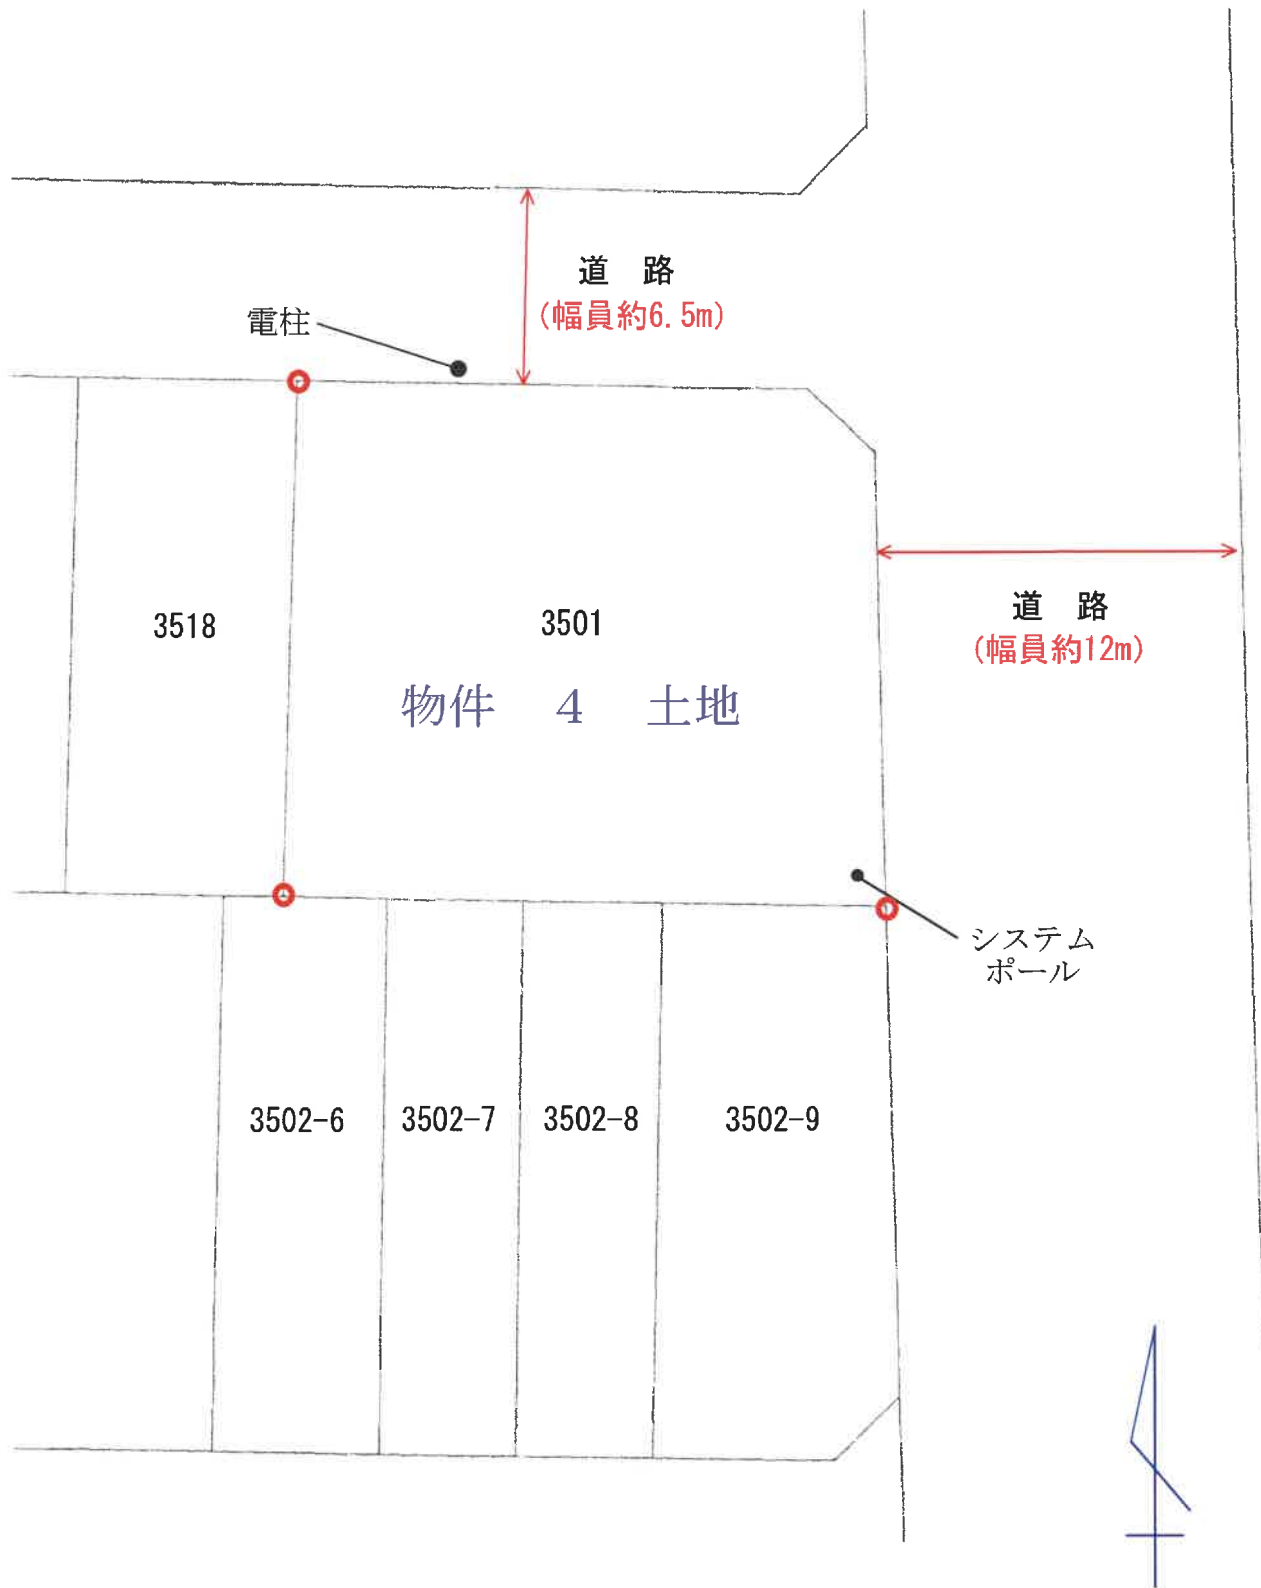 道 路
(幅員約6.5m)
電柱
3518
3501
道 路
(幅員約12m)
物件 4 土地
システム
ポール
3502-6
3502-7
3502-8
3502-9